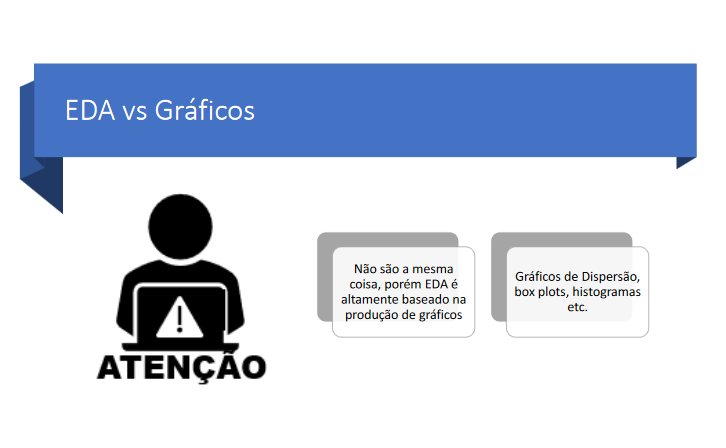 EDA vs Gráficos
Não são a mesma
coisa, porém EDA é
altamente baseado na
produção de gráficos
Gráficos de Dispersão,
box plots, histogramas
etc.
ATENÇÃO